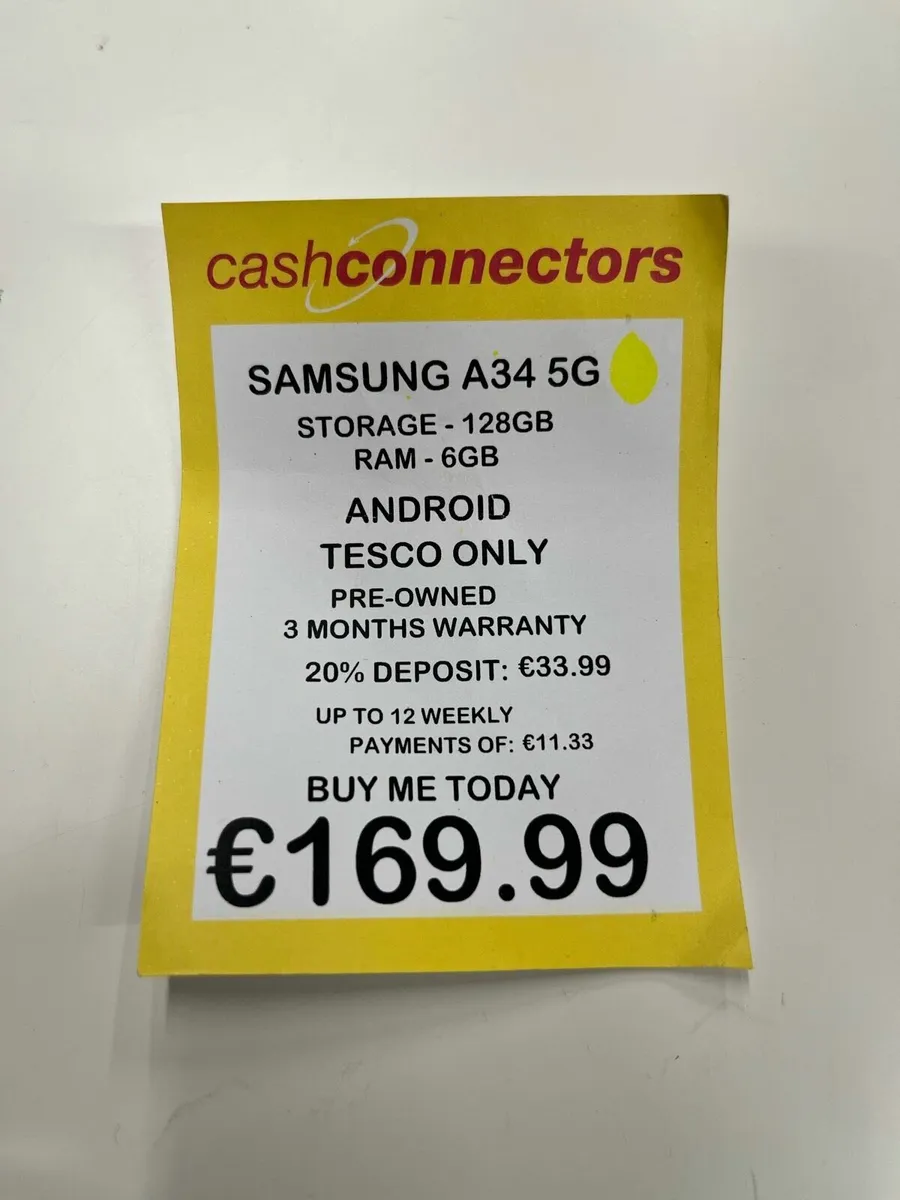 cashconnectors
SAMSUNG A34 5G
STORAGE - 128GB
RAM - 6GB
ANDROID
TESCO ONLY
PRE-OWNED
3 MONTHS WARRANTY
20% DEPOSIT: €33.99
UP TO 12 WEEKLY
PAYMENTS OF: €11.33
BUY ME TODAY
€169.99